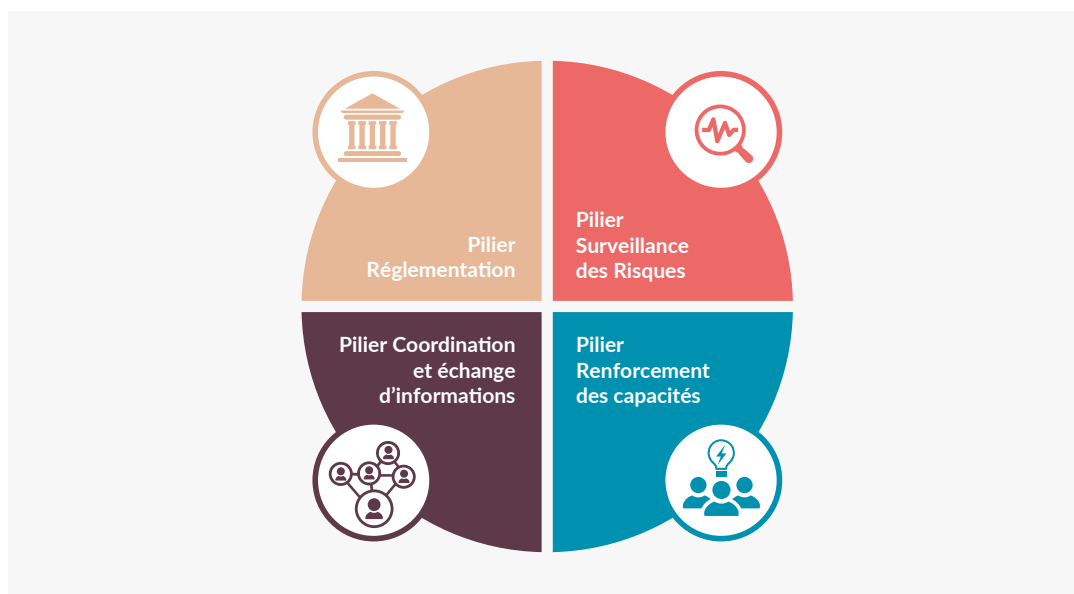 Pilier
Réglementation
Pilier
Surveillance
des Risques
Pilier Coordination
et échange
d’informations
Pilier
Renforcement
des capacités